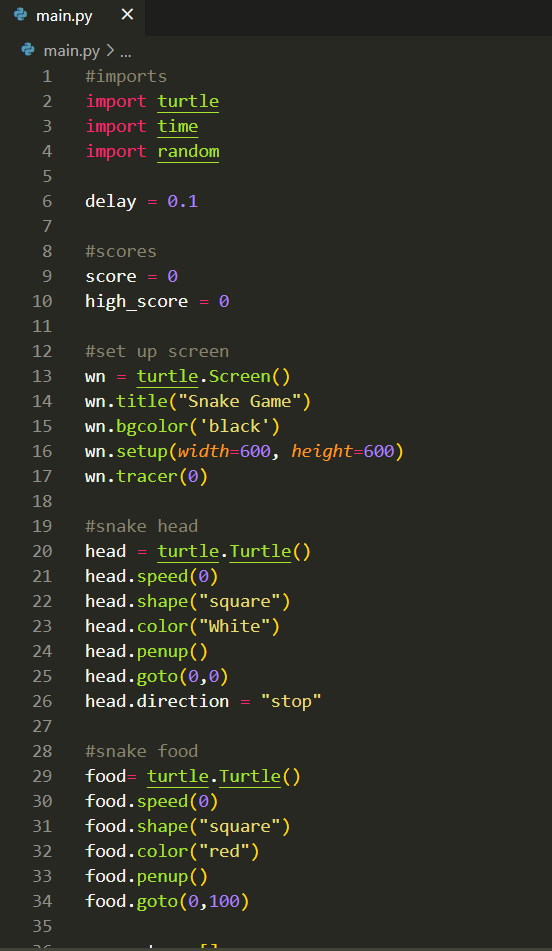 main.py
main.py > ...
1 #imports
2 import turtle
3 import time
4 import random
5
6 delay = 0.1
7
8 #scores
9 score = 0
10 high_score = 0
11
12 #set up screen
13 wn = turtle.Screen()
14 wn.title("Snake Game")
15 wn.bgcolor('black')
16 wn.setup(width=600, height=600)
17 wn.tracer(0)
18
19 #snake head
20 head = turtle.Turtle()
21 head.speed(0)
22 head.shape("square")
23 head.color("White")
24 head.penup()
25 head.goto(0,0)
26 head.direction = "stop"
27
28 #snake food
29 food= turtle.Turtle()
30 food.speed(0)
31 food.shape("square")
32 food.color("red")
33 food.penup()
34 food.goto(0,100)
35